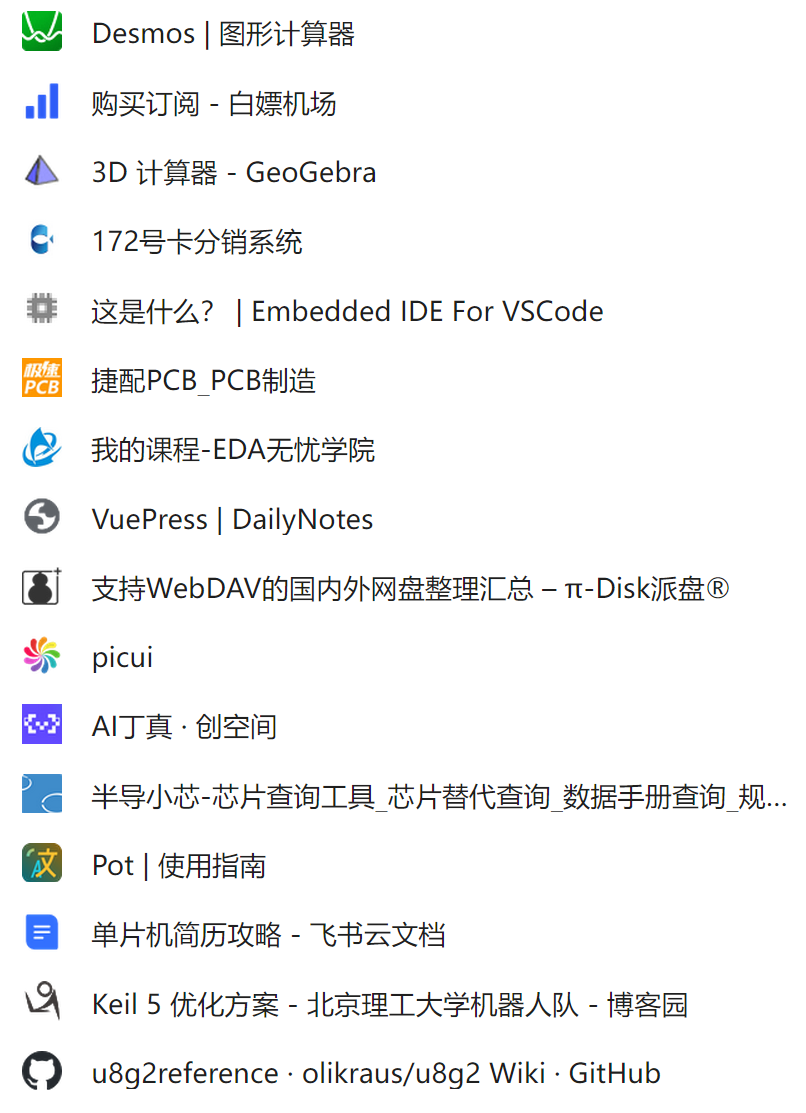 Desmos | 图形计算器
购买订阅 - 白嫖机场
3D 计算器 - GeoGebra
172号卡分销系统
这是什么？ | Embedded IDE For VSCode
极速
PCB
捷配PCB_PCB制造
我的课程-EDA无忧学院
VuePress | DailyNotes
支持WebDAV的国内外网盘整理汇总 – π-Disk派盘®
picui
AI丁真 · 创空间
半导小芯-芯片查询工具_芯片替代查询_数据手册查询_规...
A文
Pot | 使用指南
单片机简历攻略 - 飞书云文档
Keil 5 优化方案 - 北京理工大学机器人队 - 博客园
u8g2reference · olikraus/u8g2 Wiki · GitHub